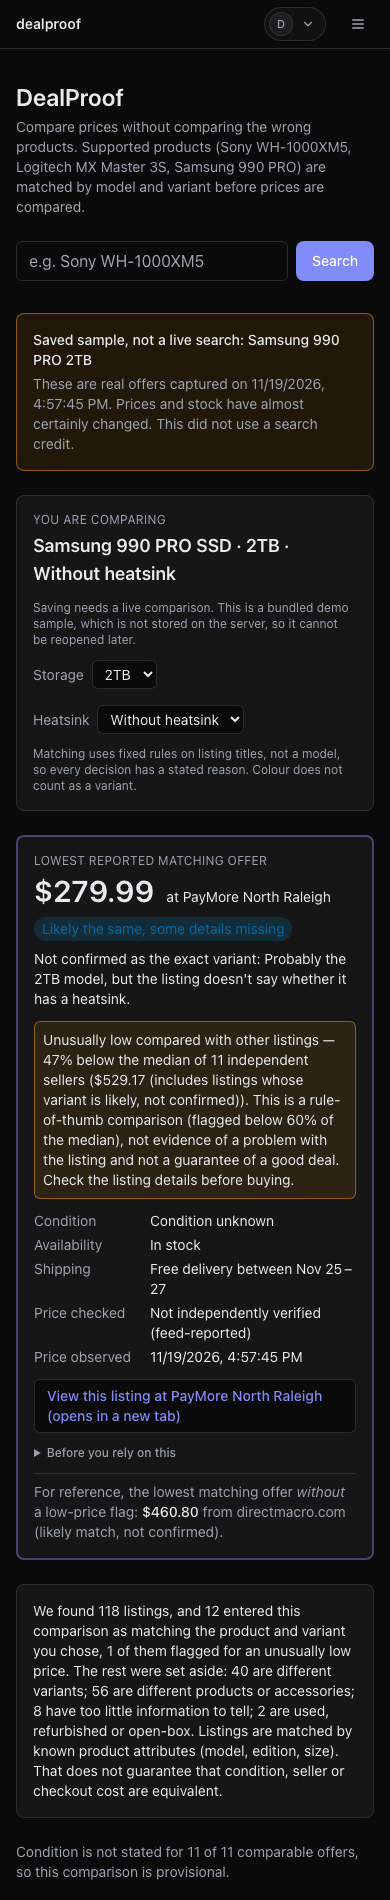 dealproof
D
DealProof
Compare prices without comparing the wrong
products. Supported products (Sony WH-1000XM5,
Logitech MX Master 3S, Samsung 990 PRO) are
matched by model and variant before prices are
compared.
e.g. Sony WH-1000XM5
Search
Saved sample, not a live search: Samsung 990
PRO 2TB
These are real offers captured on 11/19/2026,
4:57:45 PM. Prices and stock have almost
certainly changed. This did not use a search
credit.
YOU ARE COMPARING
Samsung 990 PRO SSD · 2TB ·
Without heatsink
Saving needs a live comparison. This is a bundled demo
sample, which is not stored on the server, so it cannot
be reopened later.
Storage 2TB
Heatsink Without heatsink
Matching uses fixed rules on listing titles, not a model,
so every decision has a stated reason. Colour does not
count as a variant.
LOWEST REPORTED MATCHING OFFER
$279.99 at PayMore North Raleigh
Likely the same, some details missing
Not confirmed as the exact variant: Probably the
2TB model, but the listing doesn't say whether it
has a heatsink.
Unusually low compared with other listings —
47% below the median of 11 independent
sellers ($529.17 (includes listings whose
variant is likely, not confirmed)). This is a rule-
of-thumb comparison (flagged below 60% of
the median), not evidence of a problem with
the listing and not a guarantee of a good deal.
Check the listing details before buying.
Condition Condition unknown
Availability In stock
Shipping Free delivery between Nov 25 –
27
Price checked Not independently verified
(feed-reported)
Price observed 11/19/2026, 4:57:45 PM
View this listing at PayMore North Raleigh
(opens in a new tab)
Before you rely on this
For reference, the lowest matching offer without
a low-price flag: $460.80 from directmacro.com
(likely match, not confirmed).
We found 118 listings, and 12 entered this
comparison as matching the product and variant
you chose, 1 of them flagged for an unusually low
price. The rest were set aside: 40 are different
variants; 56 are different products or accessories;
8 have too little information to tell; 2 are used,
refurbished or open-box. Listings are matched by
known product attributes (model, edition, size).
That does not guarantee that condition, seller or
checkout cost are equivalent.
Condition is not stated for 11 of 11 comparable offers,
so this comparison is provisional.